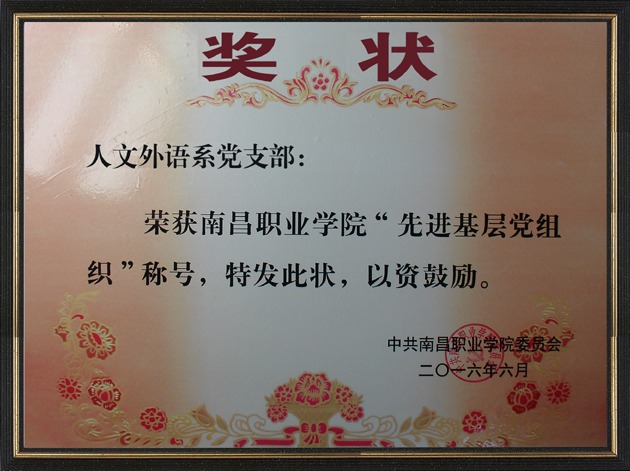 奖 状
人文外语系党支部：
荣获南昌职业学院“先进基层党组
织”称号，特发此状，以资鼓励。
中共南昌职业学院委员会
二〇一六年六月